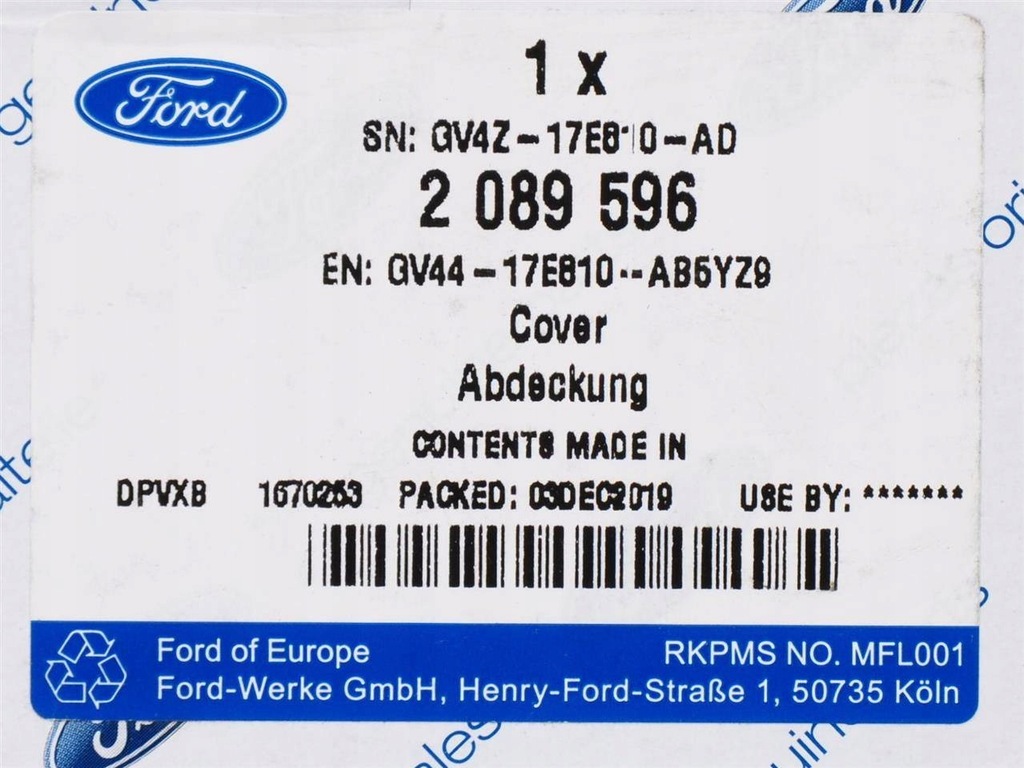 Ford
1 x
SN: GV4Z-17E810-AD
2 089 596
EN: GV44-17E810--AB5YZ9
Cover
Abdeckung
CONTENTS MADE IN
DPVXB 1670253 PACKED: 03DEC2019 USE BY: *******
Ford of Europe RKPMS NO. MFL001
Ford-Werke GmbH, Henry-Ford-Straße 1, 50735 Köln